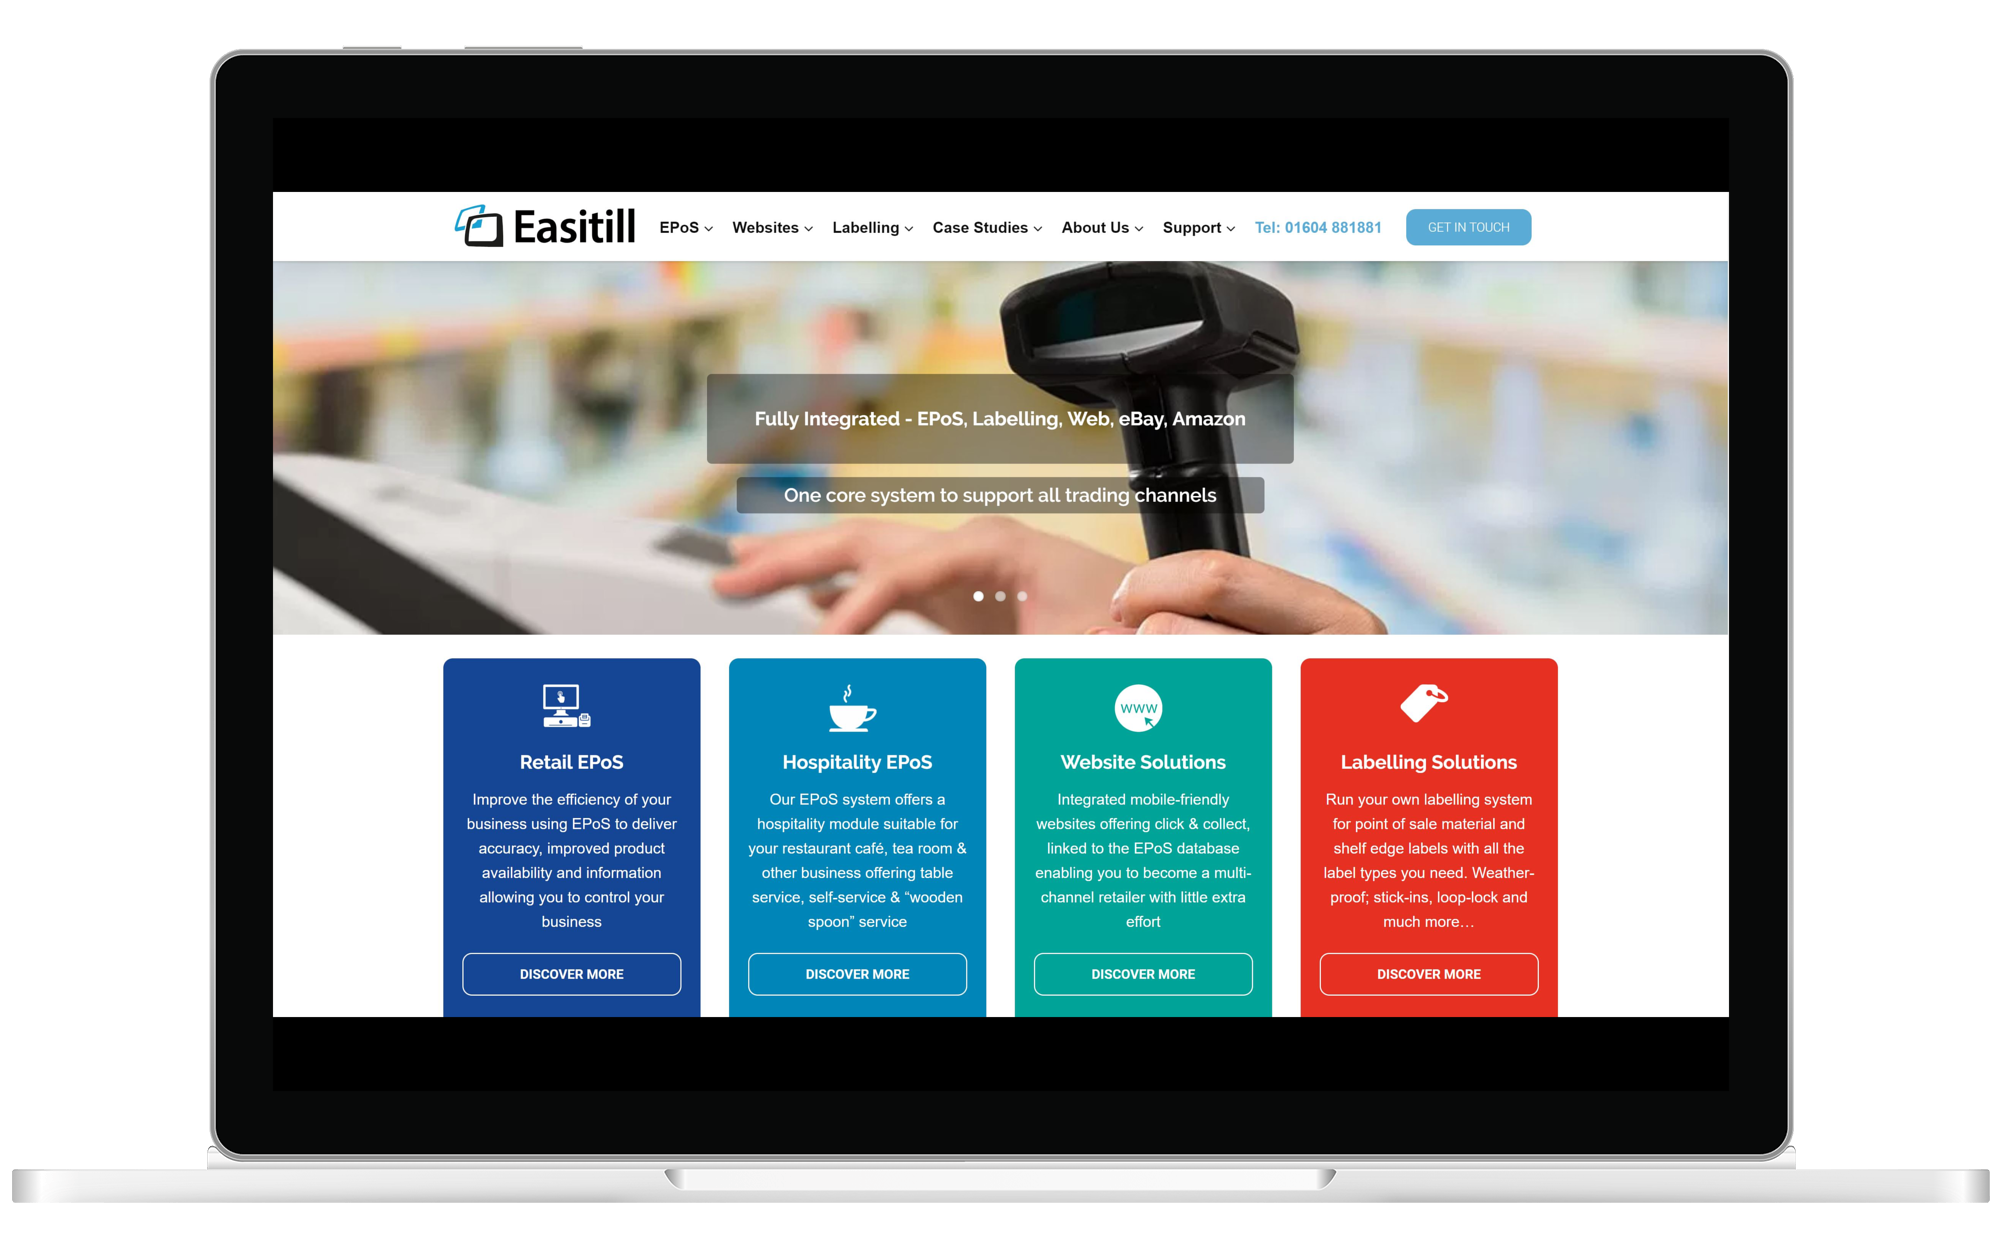 Easitill
EPoS
Websites
Labelling
Case Studies
About Us
Support
Tel: 01604 881881
GET IN TOUCH
Fully Integrated - EPoS, Labelling, Web, eBay, Amazon
One core system to support all trading channels
Retail EPoS
Improve the efficiency of your
business using EPoS to deliver
accuracy, improved product
availability and information
allowing you to control your
business
DISCOVER MORE
Hospitality EPoS
Our EPoS system offers a
hospitality module suitable for
your restaurant café, tea room &
other business offering table
service, self-service & “wooden
spoon” service
DISCOVER MORE
www
Website Solutions
Integrated mobile-friendly
websites offering click & collect,
linked to the EPoS database
enabling you to become a multi-
channel retailer with little extra
effort
DISCOVER MORE
Labelling Solutions
Run your own labelling system
for point of sale material and
shelf edge labels with all the
label types you need. Weather-
proof; stick-ins, loop-lock and
much more…
DISCOVER MORE